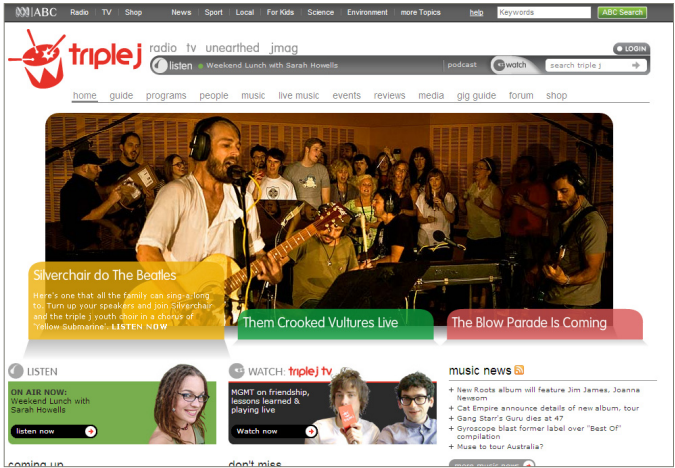 ABC Radio TV Shop News Sport Local For Kids Science Environment more Topics help Keywords ABC Search
triple j
radio tv unearthed jmag
LOGIN
listen Weekend Lunch with Sarah Howells podcast watch search triple j
home guide programs people music live music events reviews media gig guide forum shop
Silverchair do The Beatles
Here's one that all the family can sing-a-long
to. Turn up your speakers and join Silverchair
and the triple j youth choir in a chorus of
'Yellow Submarine'. LISTEN NOW
Them Crooked Vultures Live
The Blow Parade Is Coming
LISTEN
ON AIR NOW:
Weekend Lunch with
Sarah Howells
listen now
WATCH: triple j tv
MGMT on friendship,
lessons learned &
playing live
Watch now
music news
+ New Roots album will feature Jim James, Joanna
Newsom
+ Cat Empire announce details of new album, tour
+ Gang Starr's Guru dies at 47
+ Gyroscope blast former label over "Best Of"
compilation
+ Muse to tour Australia?
more music news
coming up
don't miss